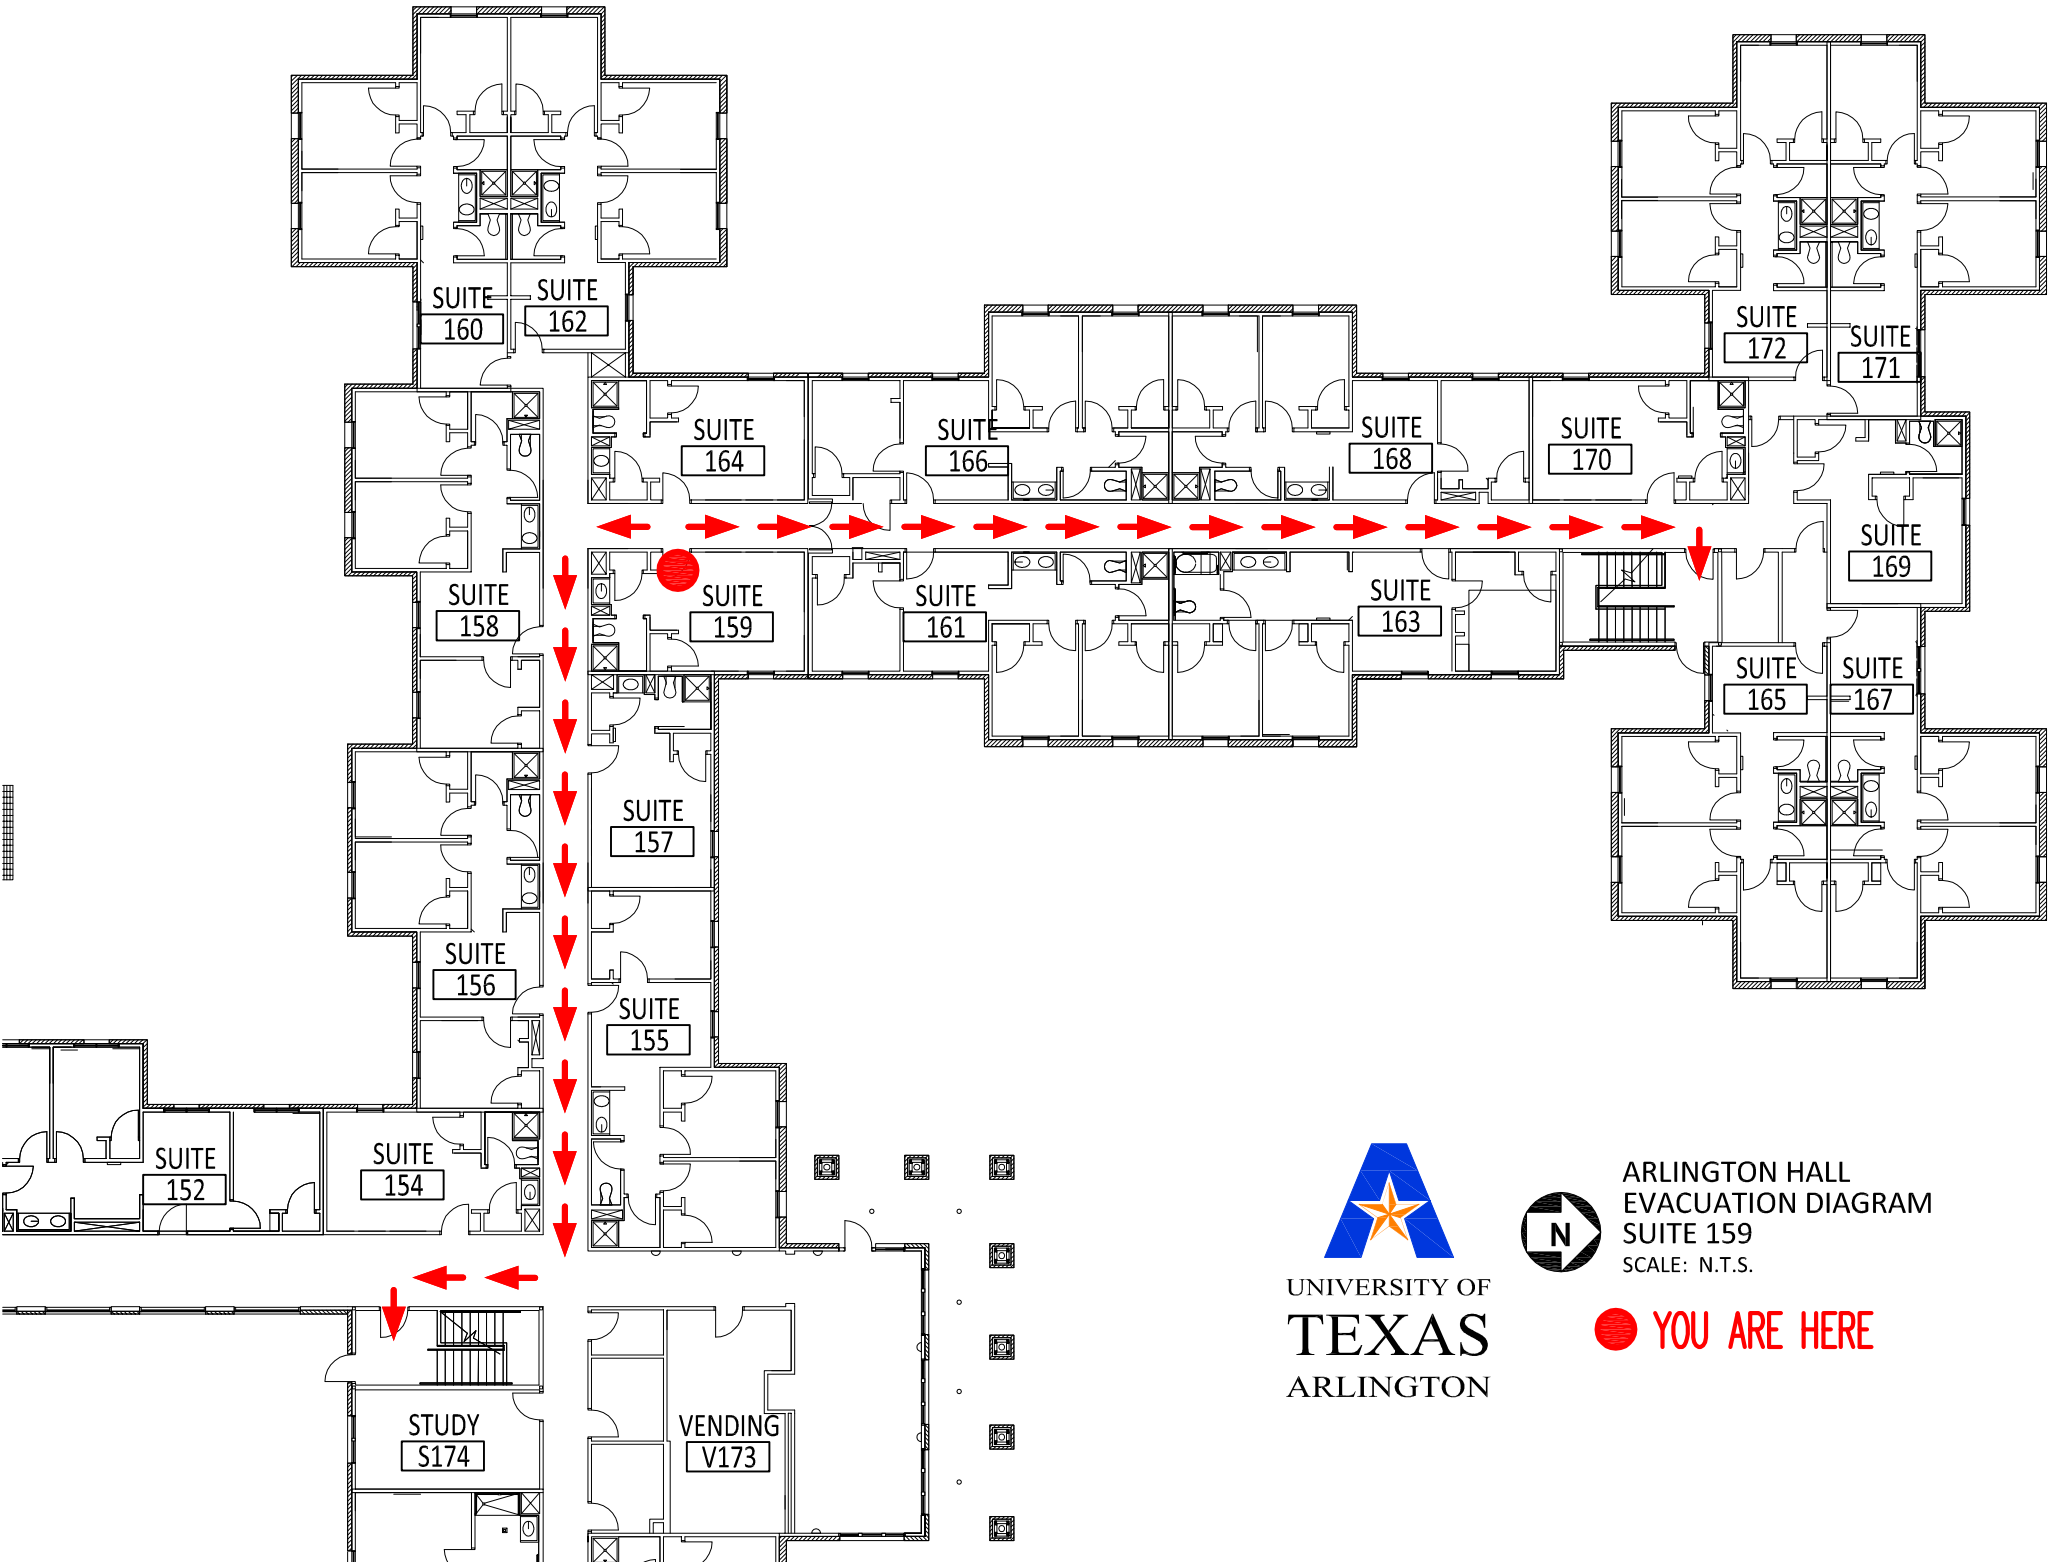 SUITE
160
SUITE
162
SUITE
172
SUITE
171
SUITE
164
SUITE
166
SUITE
168
SUITE
170
SUITE
169
SUITE
158
SUITE
159
SUITE
161
SUITE
163
SUITE
165
SUITE
167
SUITE
157
SUITE
156
SUITE
155
SUITE
152
SUITE
154
STUDY
S174
VENDING
V173
UNIVERSITY OF
TEXAS
ARLINGTON
N
ARLINGTON HALL
EVACUATION DIAGRAM
SUITE 159
SCALE: N.T.S.
YOU ARE HERE